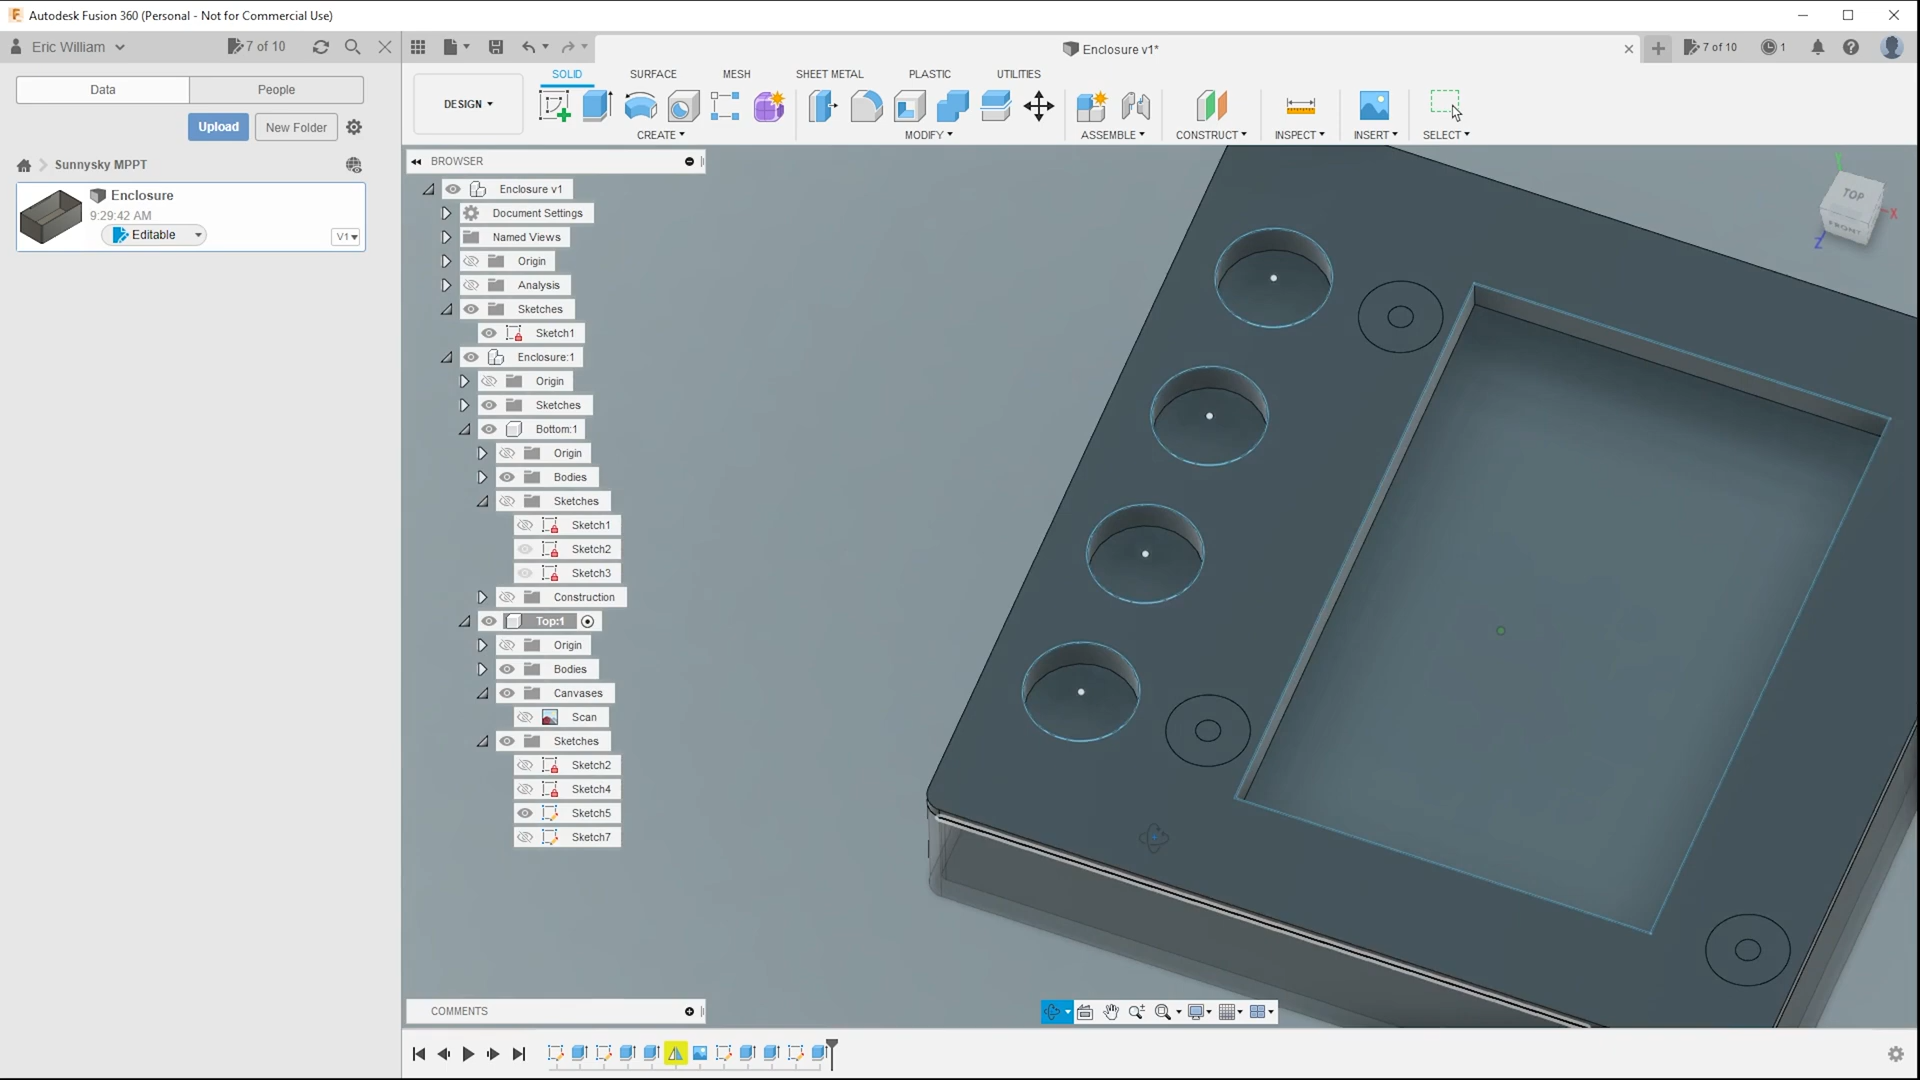 Autodesk Fusion 360 (Personal - Not for Commercial Use)
Eric William
7 of 10
Enclosure v1*
7 of 10
1
Data
People
Upload
New Folder
Sunnysky MPPT
Enclosure
9:29:42 AM
Editable
V1
DESIGN
SOLID
SURFACE
MESH
SHEET METAL
PLASTIC
UTILITIES
CREATE
MODIFY
ASSEMBLE
CONSTRUCT
INSPECT
INSERT
SELECT
BROWSER
Enclosure v1
Document Settings
Named Views
Origin
Analysis
Sketches
Sketch1
Enclosure:1
Origin
Sketches
Bottom:1
Origin
Bodies
Sketches
Sketch1
Sketch2
Sketch3
Construction
Top:1
Origin
Bodies
Canvases
Scan
Sketches
Sketch2
Sketch4
Sketch5
Sketch7
Y
TOP
X
FRONT
Z
COMMENTS